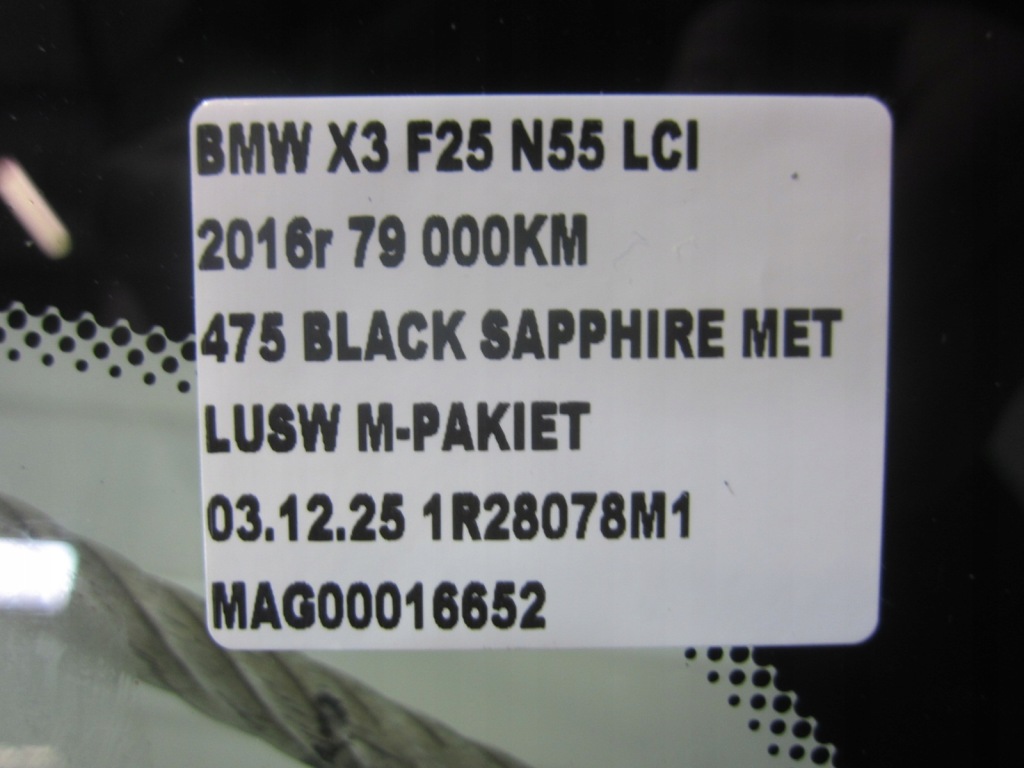 BMW X3 F25 N55 LCI
2016r 79 000KM
475 BLACK SAPPHIRE MET
LUSW M-PAKIET
03.12.25 1R28078M1
MAG00016652